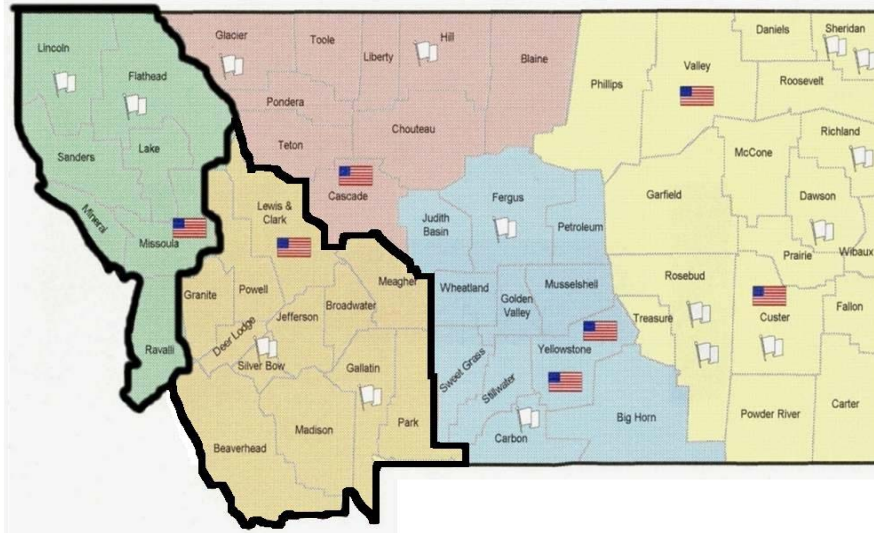 Lincoln
Flathead
Sanders
Lake
Mineral
Missoula
Ravalli
Glacier
Toole
Liberty
Hill
Blaine
Pondera
Teton
Chouteau
Cascade
Lewis &
Clark
Granite
Powell
Deer Lodge
Silver Bow
Jefferson
Broadwater
Meagher
Gallatin
Park
Madison
Beaverhead
Fergus
Judith
Basin
Petroleum
Wheatland
Golden
Valley
Musselshell
Sweet Grass
Stillwater
Yellowstone
Carbon
Big Horn
Phillips
Valley
Daniels
Sheridan
Roosevelt
Richland
McCone
Garfield
Dawson
Prairie
Wibaux
Rosebud
Treasure
Custer
Fallon
Powder River
Carter